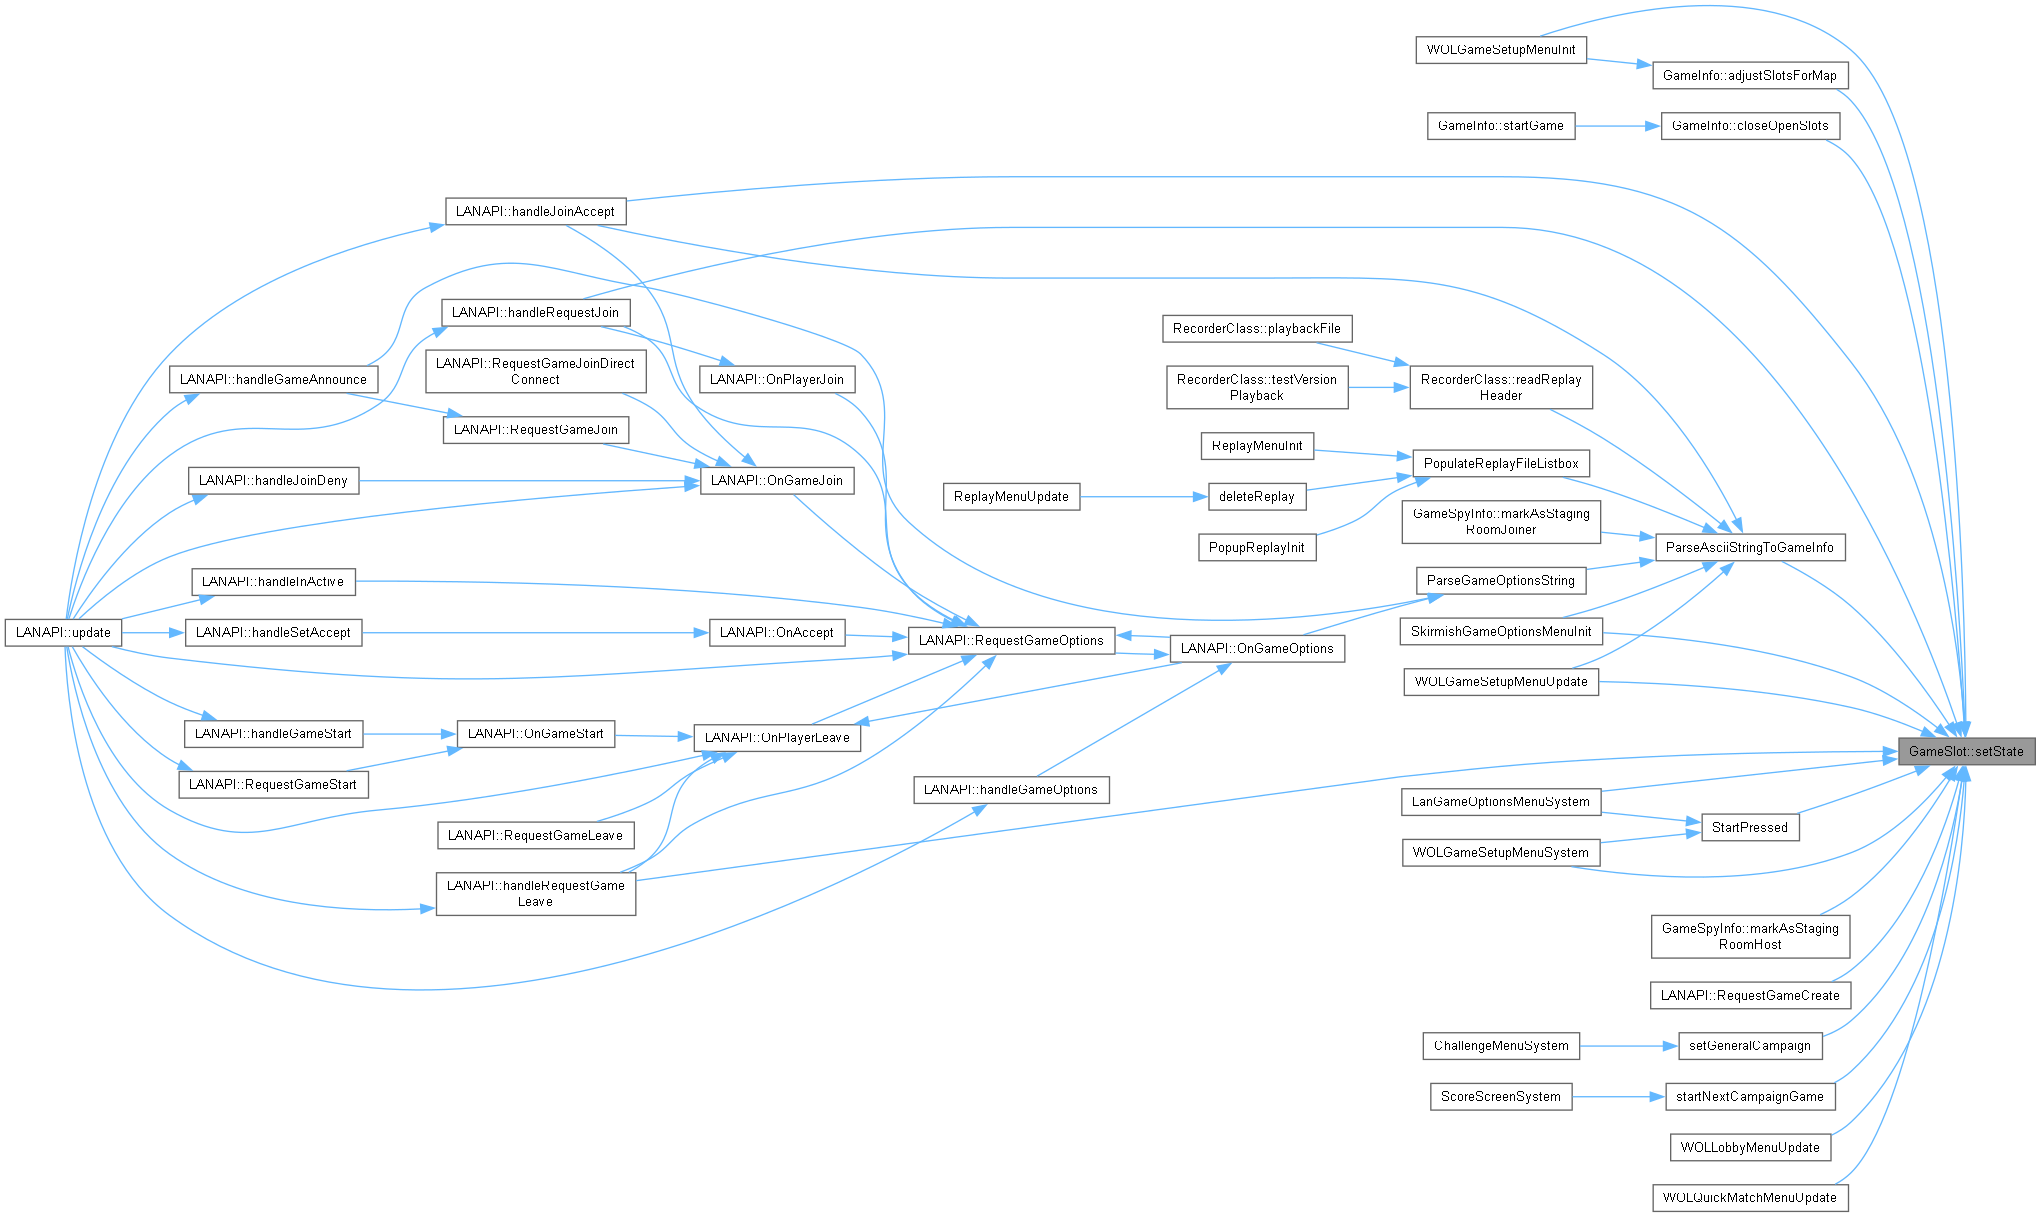 WOLGameSetupMenuInit
GameInfo::adjustSlotsForMap
GameInfo::startGame
GameInfo::closeOpenSlots
LANAPI::handleJoinAccept
LANAPI::handleRequestJoin
RecorderClass::playbackFile
LANAPI::RequestGameJoinDirect
Connect
LANAPI::handleGameAnnounce
LANAPI::OnPlayerJoin
RecorderClass::testVersion
Playback
RecorderClass::readReplay
Header
LANAPI::RequestGameJoin
ReplayMenuInit
PopulateReplayFileListbox
LANAPI::handleJoinDeny
LANAPI::OnGameJoin
ReplayMenuUpdate
deleteReplay
GameSpyInfo::markAsStaging
RoomJoiner
PopupReplayInit
ParseAsciiStringToGameInfo
LANAPI::handleInActive
ParseGameOptionsString
LANAPI::update
LANAPI::handleSetAccept
LANAPI::OnAccept
LANAPI::RequestGameOptions
LANAPI::OnGameOptions
SkirmishGameOptionsMenuInit
WOLGameSetupMenuUpdate
LANAPI::handleGameStart
LANAPI::OnGameStart
LANAPI::OnPlayerLeave
GameSlot::setState
LANAPI::RequestGameStart
LANAPI::handleGameOptions
LanGameOptionsMenuSystem
StartPressed
LANAPI::RequestGameLeave
WOLGameSetupMenuSystem
LANAPI::handleRequestGame
Leave
GameSpyInfo::markAsStaging
RoomHost
LANAPI::RequestGameCreate
ChallengeMenuSystem
setGeneralCampaign
ScoreScreenSystem
startNextCampaignGame
WOLLobbyMenuUpdate
WOLQuickMatchMenuUpdate